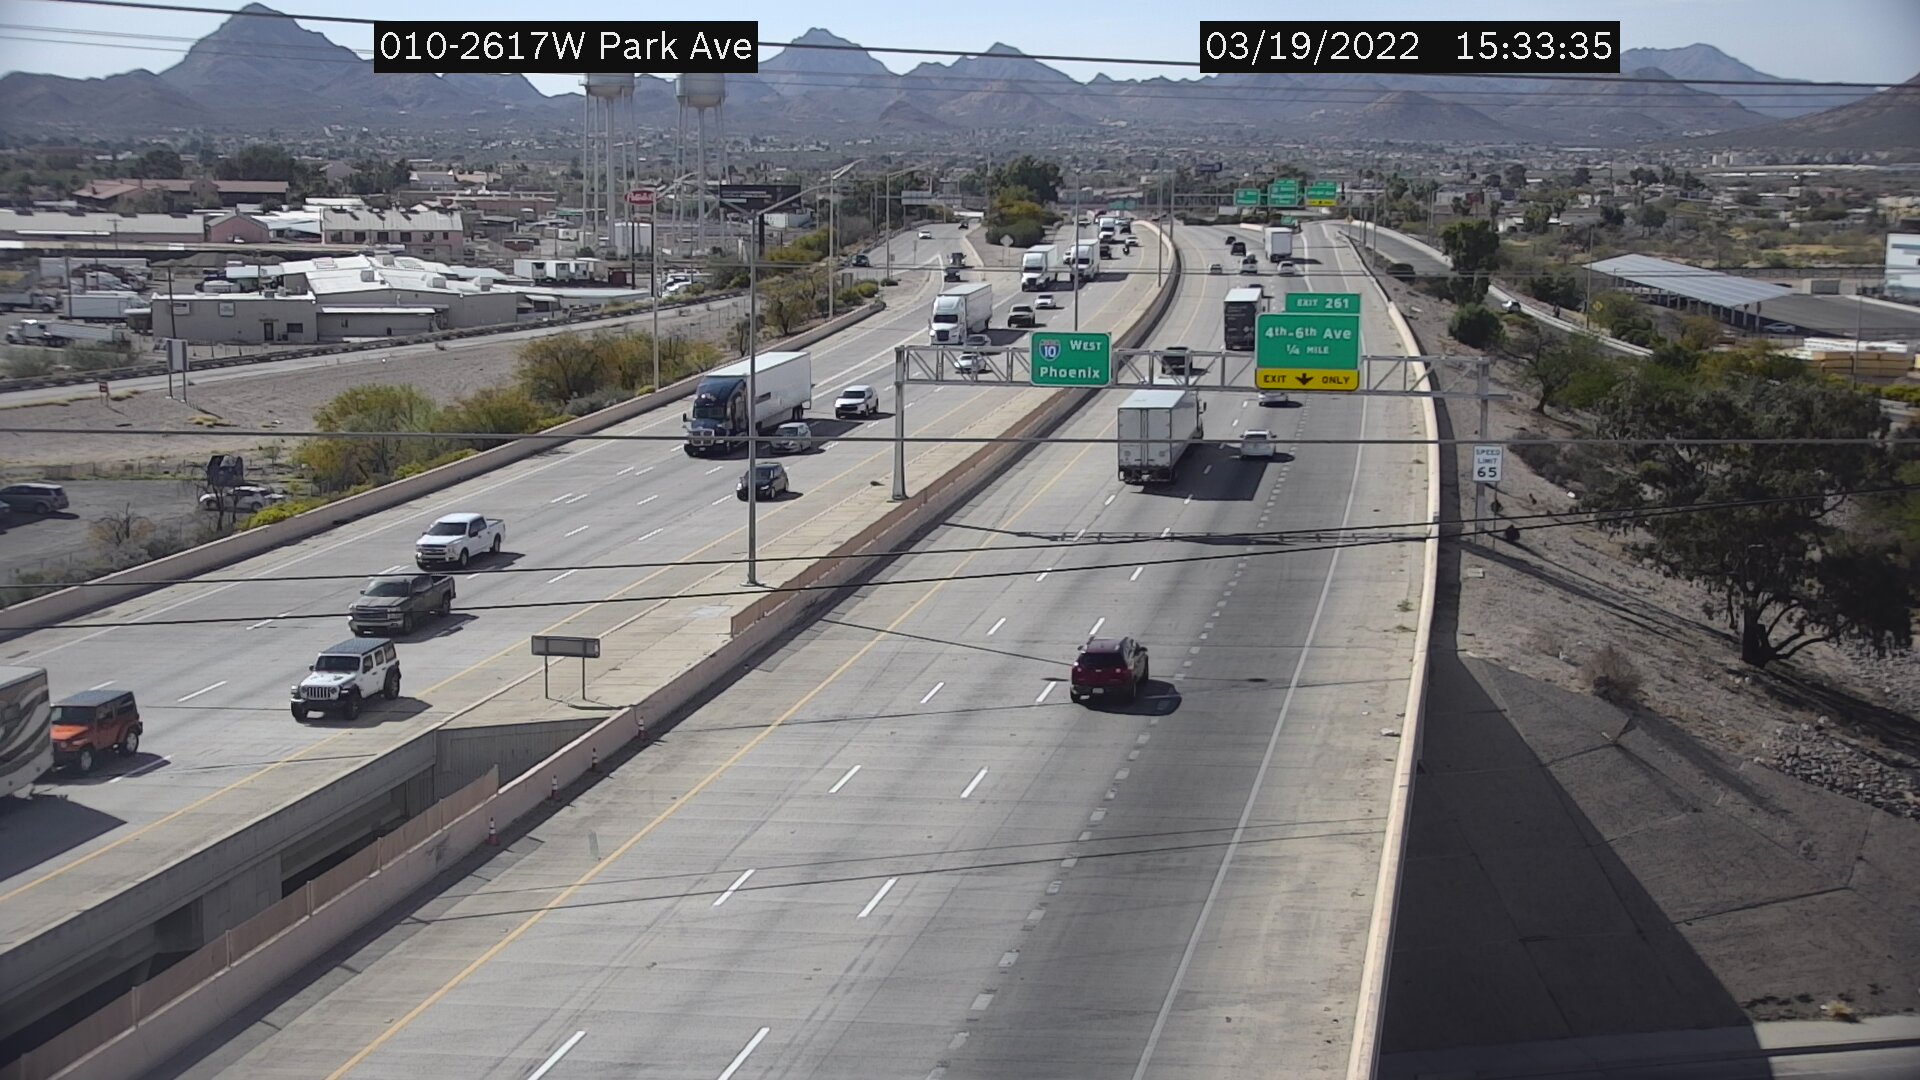 010-2617W Park Ave
03/19/2022 15:33:35
EXIT 261
4th-6th Ave
1/4 MILE
EXIT ONLY
10 WEST
Phoenix
SPEED
LIMIT
65